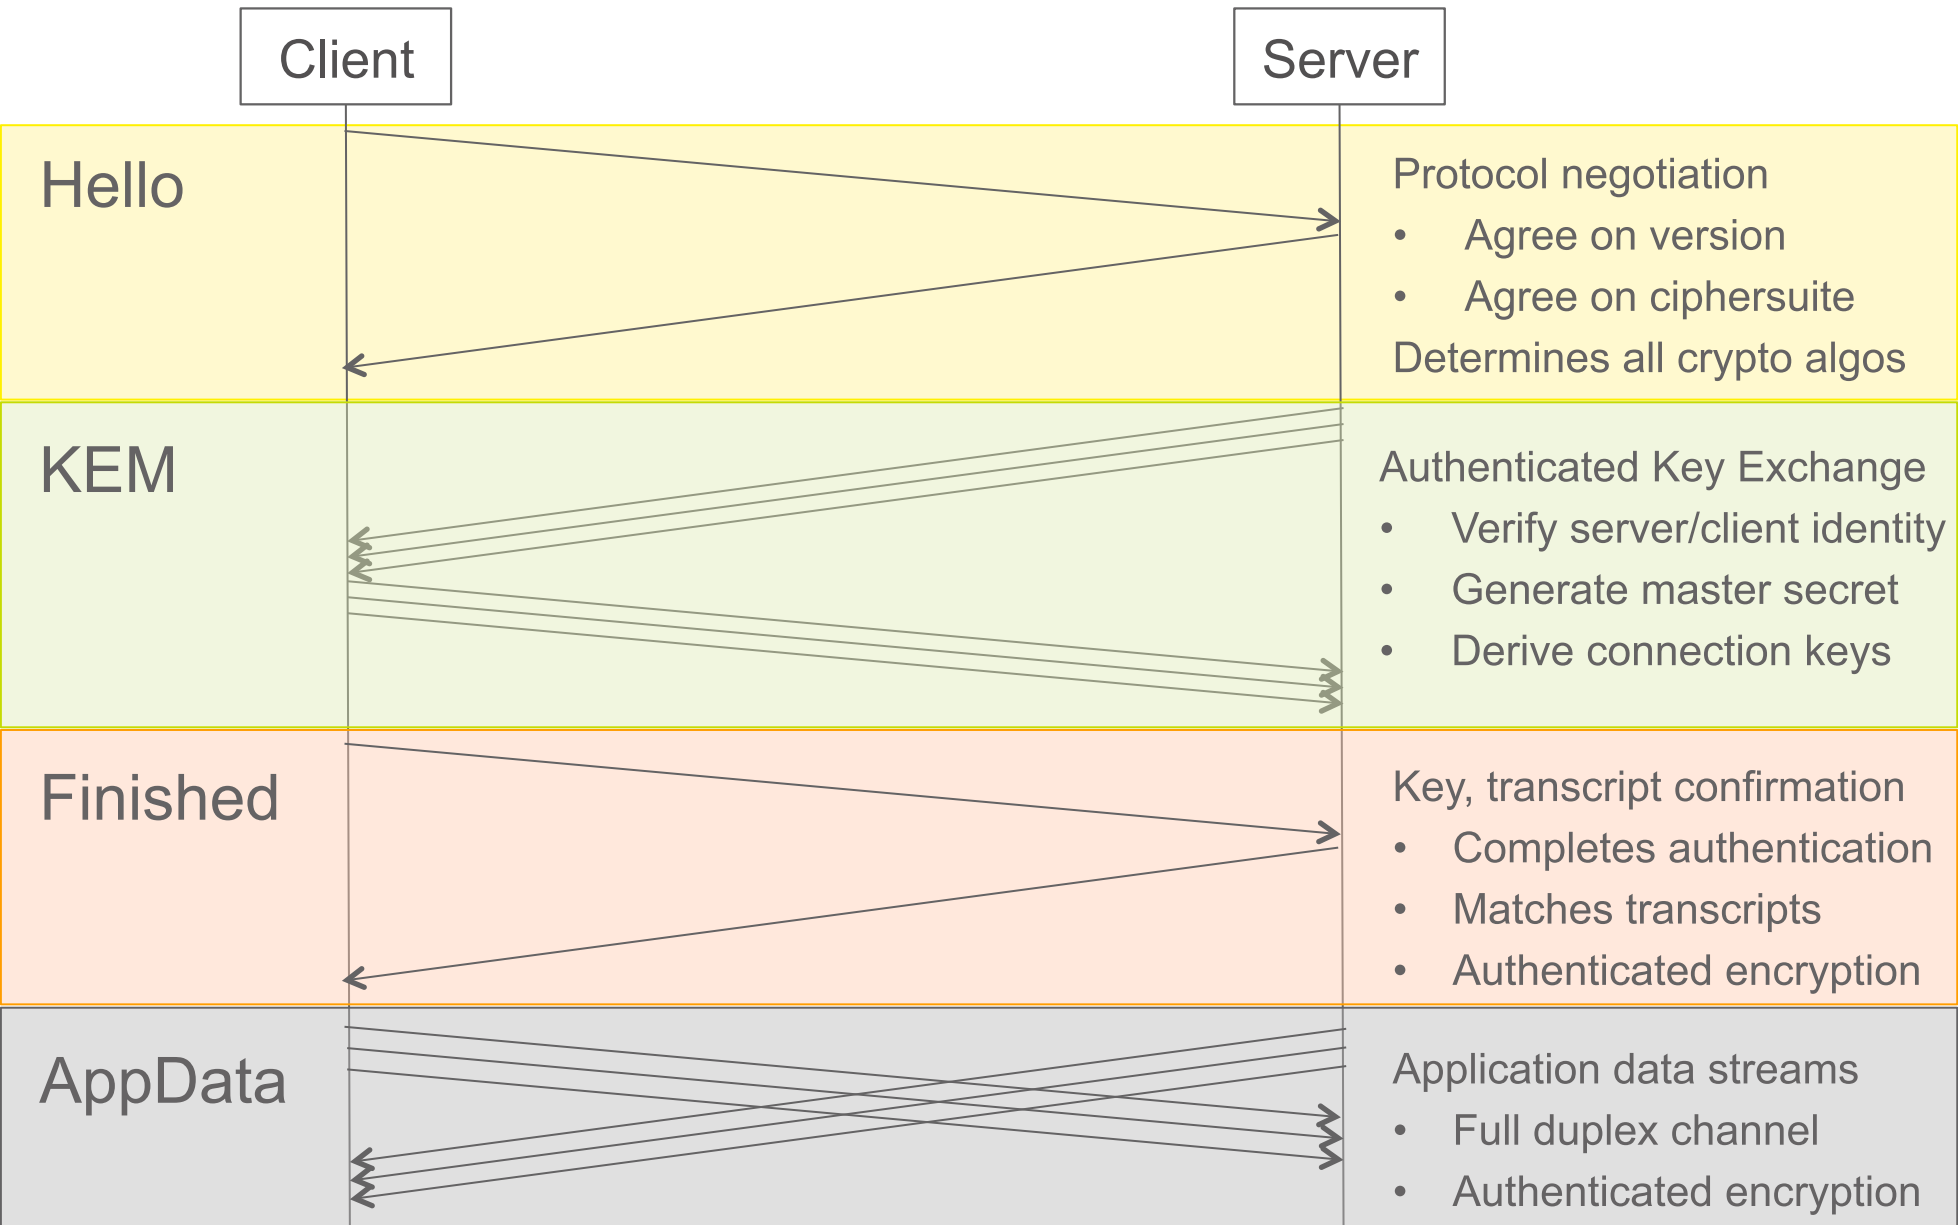 Client
Server
Hello
Protocol negotiation
• Agree on version
• Agree on ciphersuite
Determines all crypto algos
KEM
Authenticated Key Exchange
• Verify server/client identity
• Generate master secret
• Derive connection keys
Finished
Key, transcript confirmation
• Completes authentication
• Matches transcripts
• Authenticated encryption
AppData
Application data streams
• Full duplex channel
• Authenticated encryption